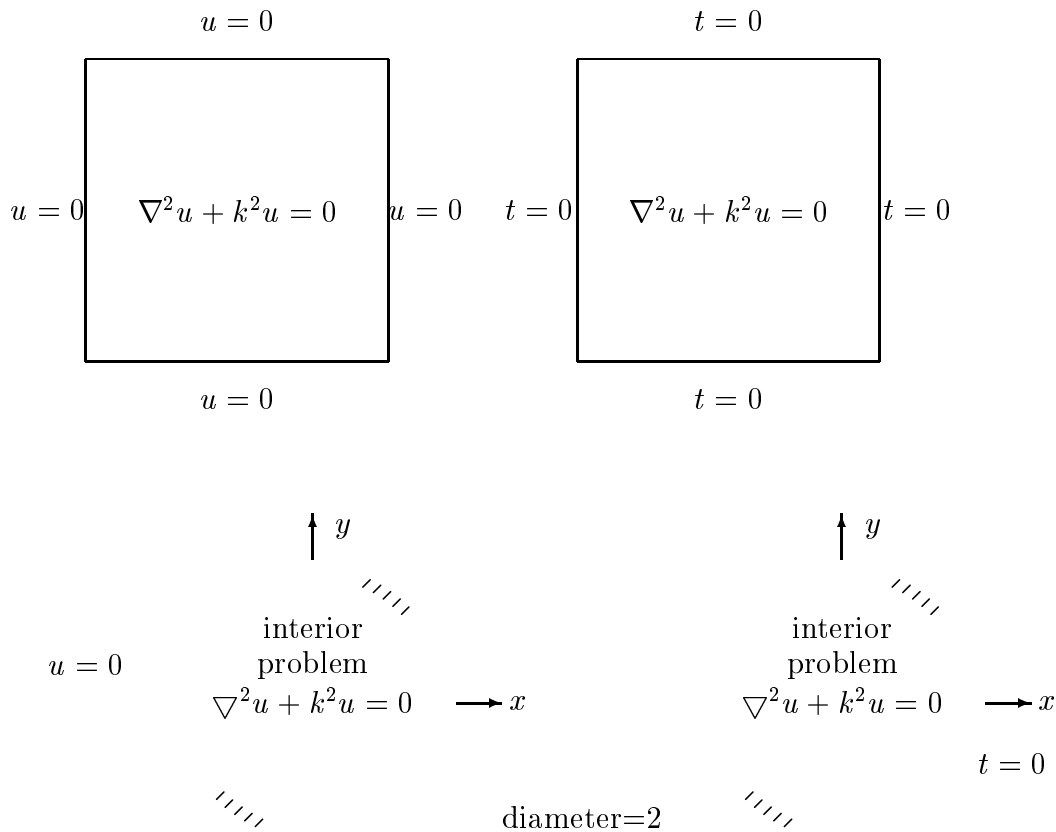 u = 0 t = 0
u = 0 ∇²u + k²u = 0 u = 0 t = 0 ∇²u + k²u = 0 t = 0
u = 0 t = 0
y y
interior interior
u = 0 problem problem
▽²u + k²u = 0 x ▽²u + k²u = 0 x
t = 0
diameter=2